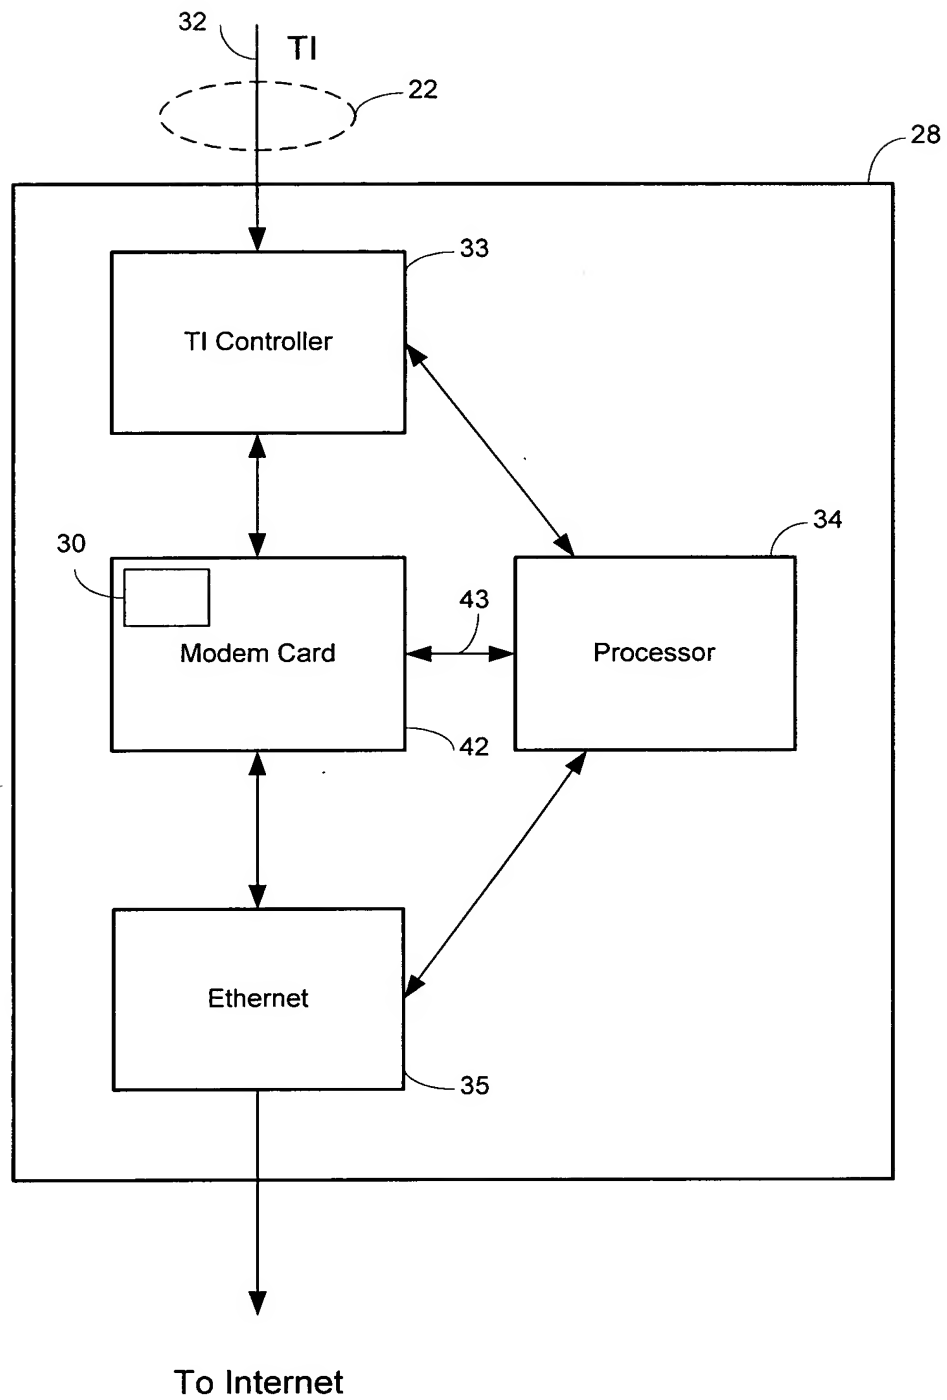 32
TI
22
28
33
TI Controller
34
30
43
Modem Card
Processor
42
Ethernet
35
To Internet